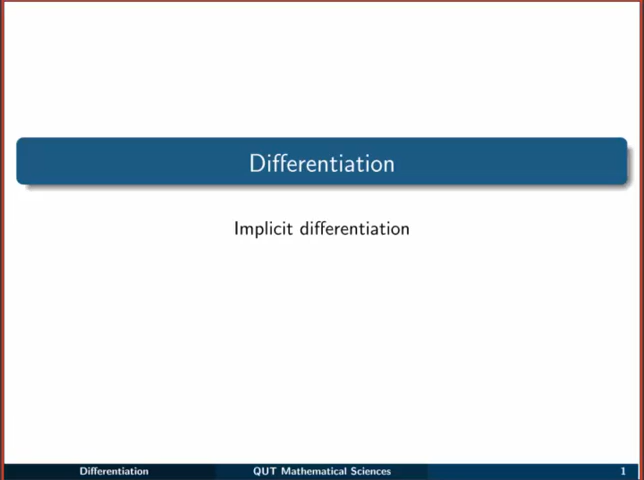 Differentiation
Implicit differentiation
Differentiation QUT Mathematical Sciences 1